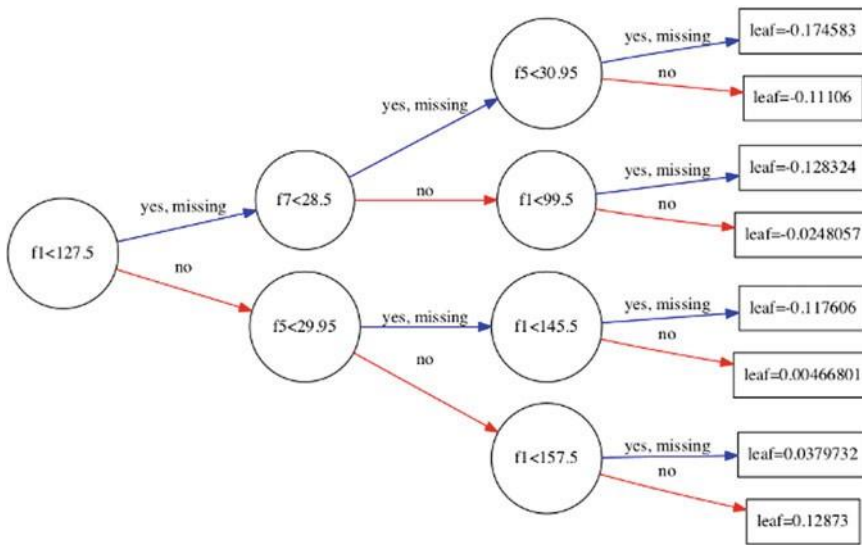 yes, missing
leaf=-0.174583
f5<30.95
no
leaf=-0.11106
yes, missing
yes, missing
leaf=-0.128324
f7<28.5
no
f1<99.5
no
leaf=-0.0248057
yes, missing
f1<127.5
no
yes, missing
leaf=-0.117606
f5<29.95
yes, missing
f1<145.5
no
leaf=0.00466801
no
yes, missing
leaf=0.0379732
f1<157.5
no
leaf=0.12873